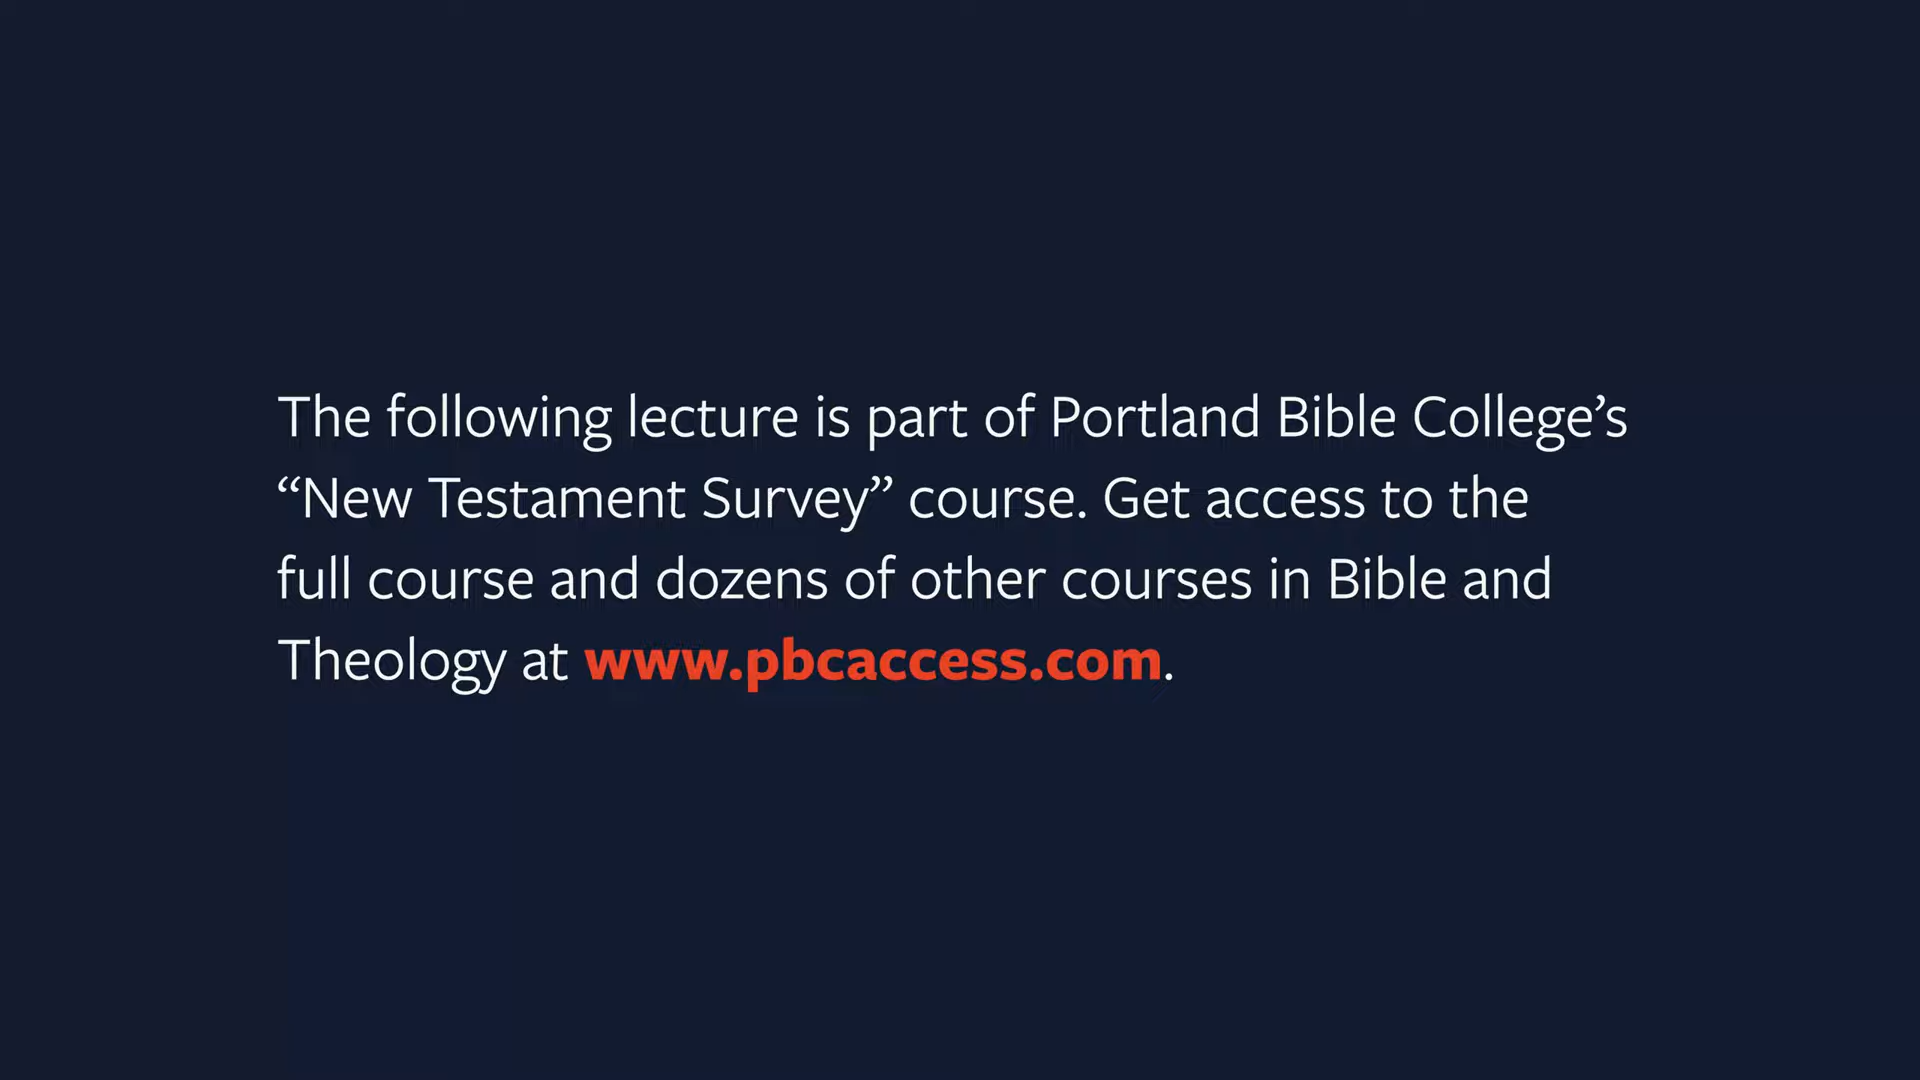 The following lecture is part of Portland Bible College’s
“New Testament Survey” course. Get access to the
full course and dozens of other courses in Bible and
Theology at www.pbcaccess.com.